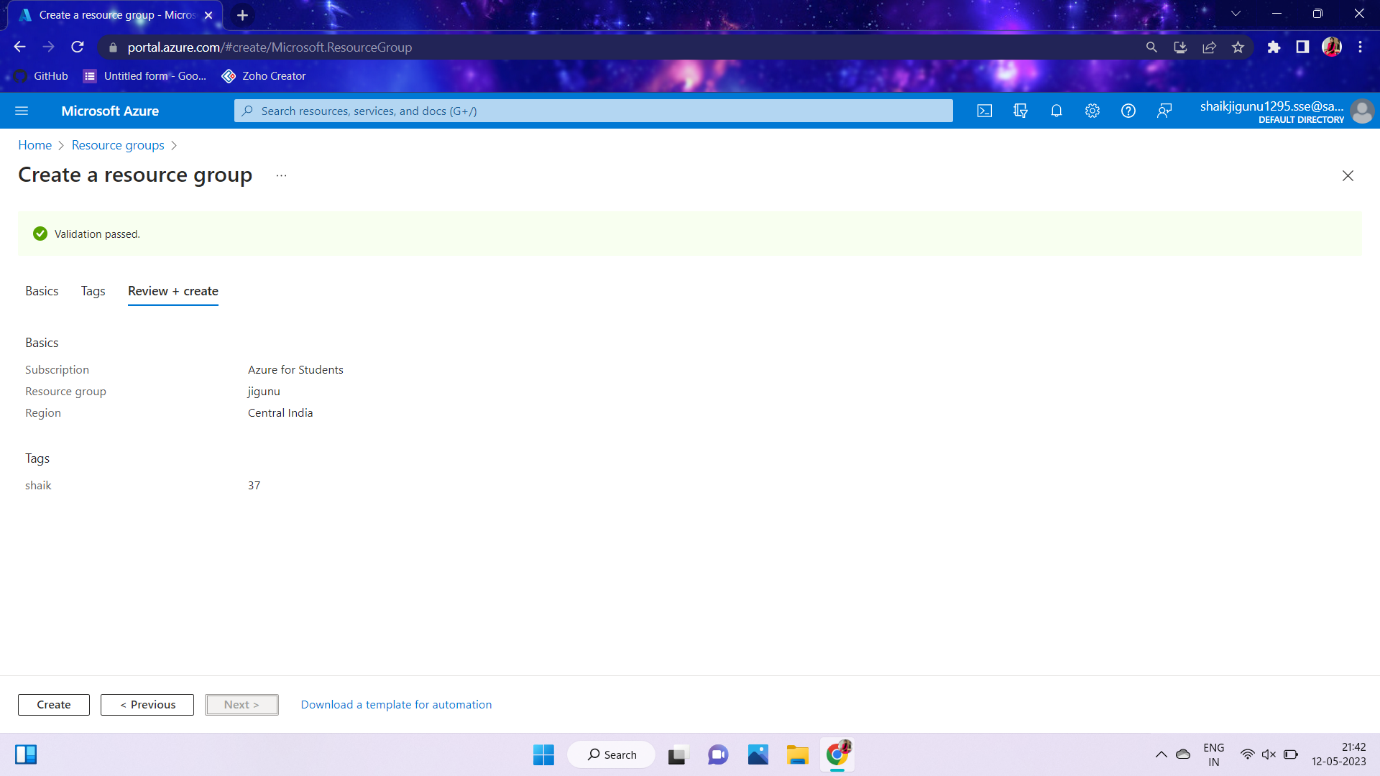 Create a resource group - Micros
portal.azure.com/#create/Microsoft.ResourceGroup
GitHub
Untitled form - Goo...
Zoho Creator
Microsoft Azure
Search resources, services, and docs (G+/)
shaikjigunu1295.sse@sa...
DEFAULT DIRECTORY
Home > Resource groups >
Create a resource group ...
Validation passed.
Basics Tags Review + create
Basics
Subscription Azure for Students
Resource group jigunu
Region Central India
Tags
shaik 37
Create < Previous Next > Download a template for automation
Search
ENG
IN
21:42
12-05-2023